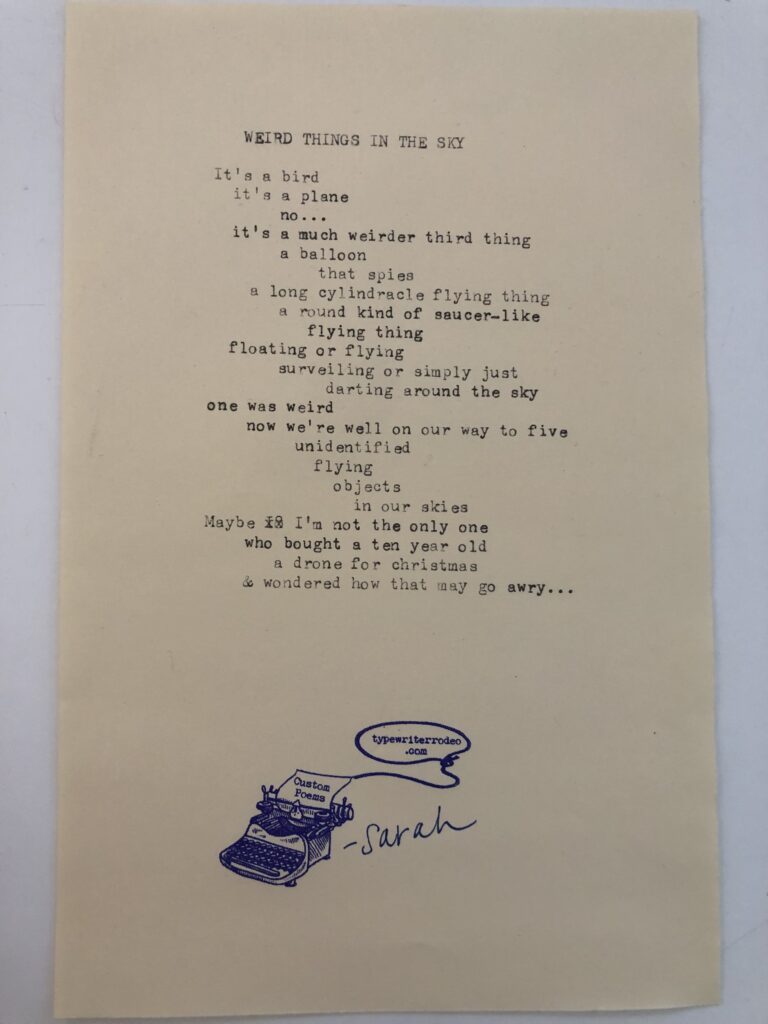 WEIRD THINGS IN THE SKY
It's a bird
it's a plane
no...
it's a much weirder third thing
a balloon
that spies
a long cylindracle flying thing
a round kind of saucer-like
flying thing
floating or flying
surveiling or simply just
darting around the sky
one was weird
now we're well on our way to five
unidentified
flying
objects
in our skies
Maybe I'm not the only one
who bought a ten year old
a drone for christmas
& wondered how that may go awry...
typewriterrodeo
.com
Custom
Poems
-Sarah